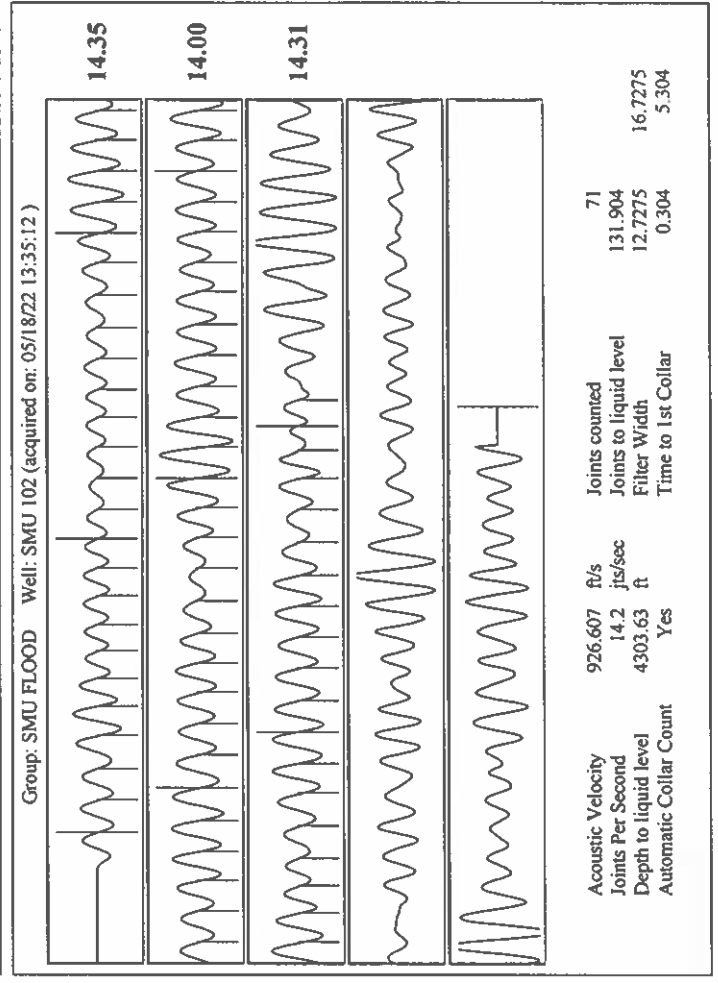 Group: SMU FLOOD Well: SMU 102 (acquired on: 05/18/22 13:35:12 )
14.35
14.00
14.31
Acoustic Velocity 926.607 ft/s Joints counted 71
Joints Per Second 14.2 jts/sec Joints to liquid level 131.904
Depth to liquid level 4303.63 ft Filter Width 12.7275 16.7275
Automatic Collar Count Yes Time to 1st Collar 0.304 5.304